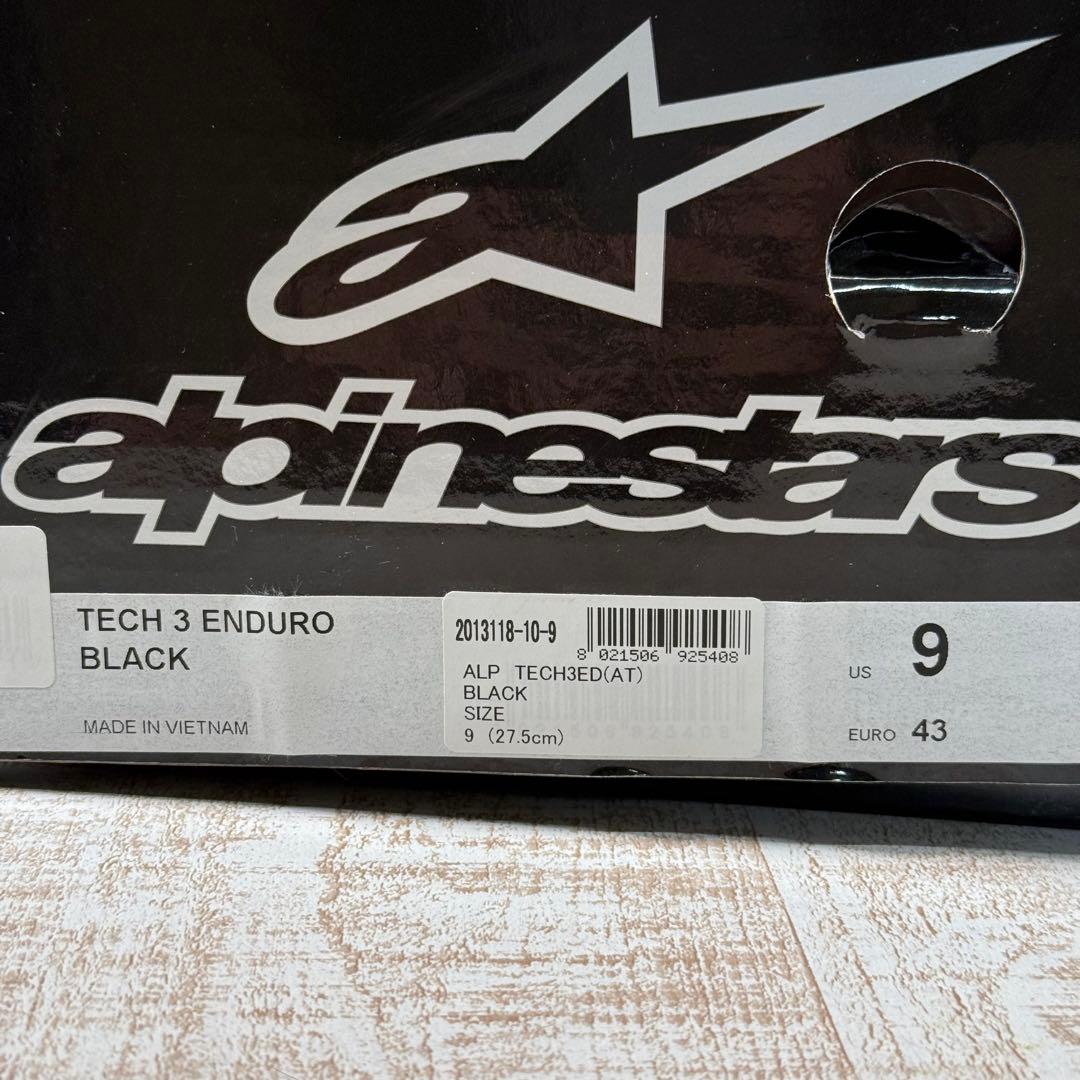 alpinestars
TECH 3 ENDURO
BLACK
MADE IN VIETNAM
2013118-10-9
8 021506 925408
ALP TECH3ED(AT)
BLACK
SIZE
9 (27.5cm)
US 9
EURO 43